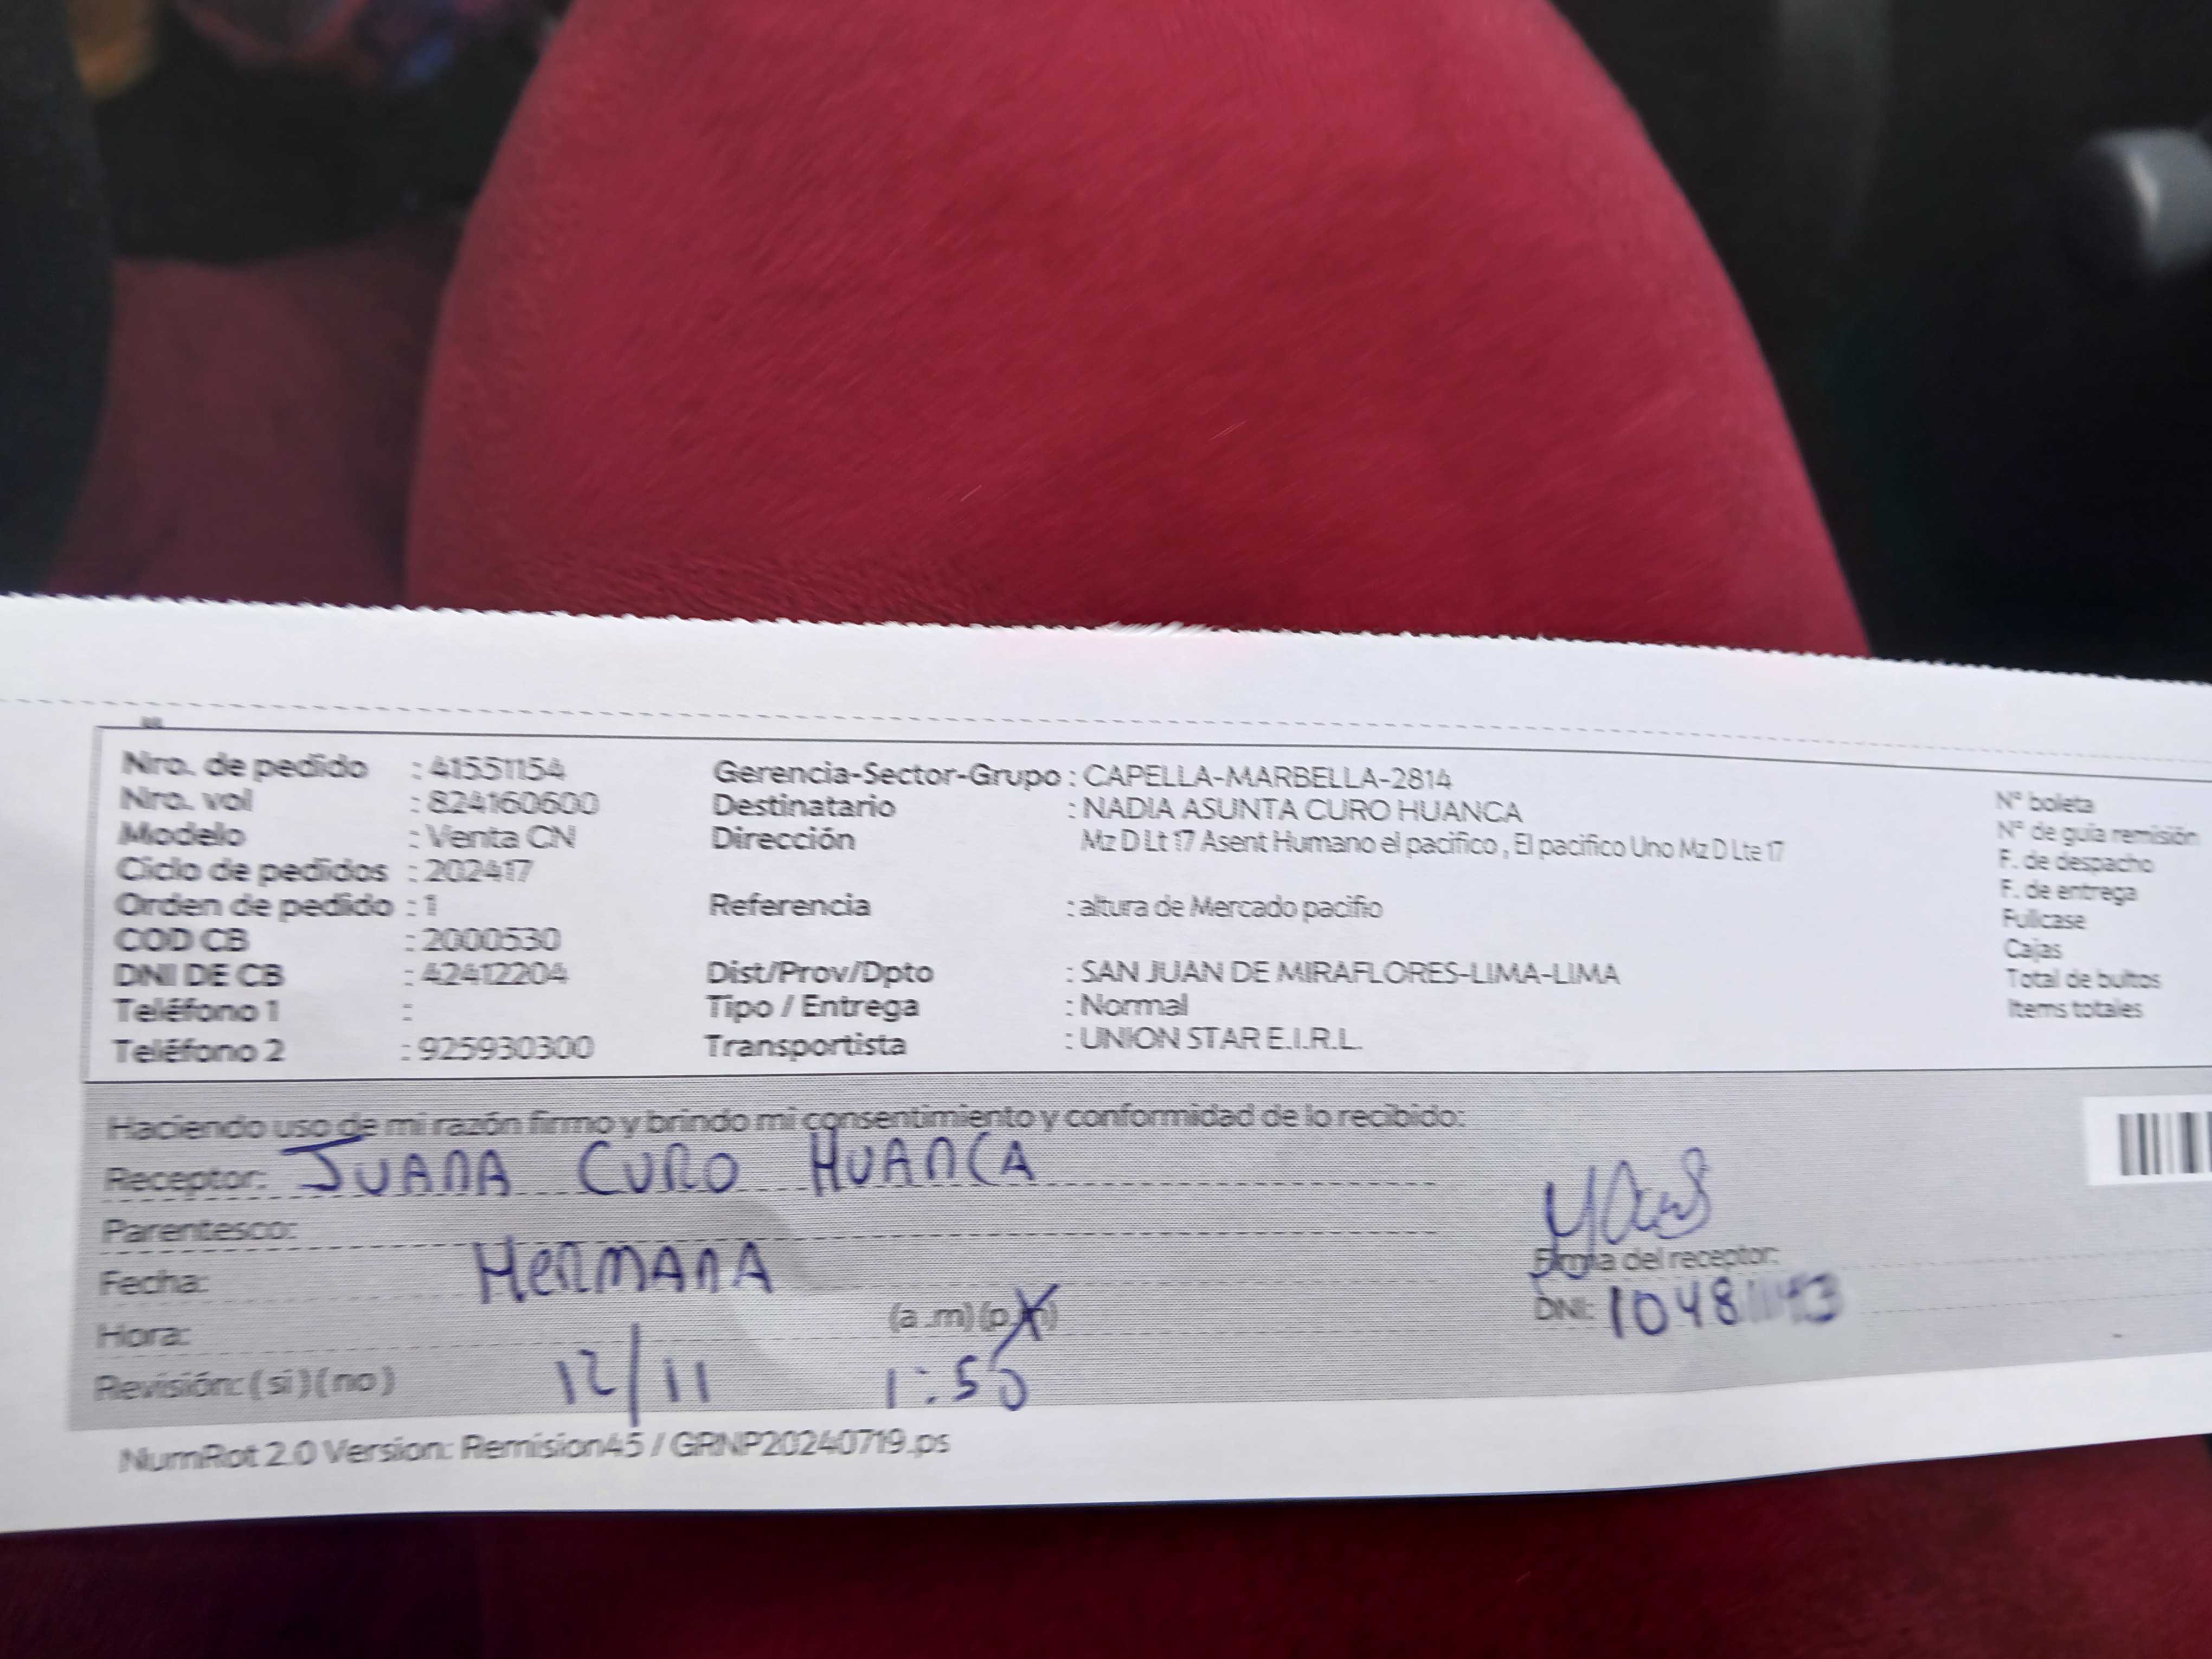 Nro. de pedido : 41551154
Nro. vol : 824160600
Modelo : Venta CN
Ciclo de pedidos : 202417
Orden de pedido : 1
COD CB : 2000530
DNI DE CB : 42412204
Teléfono 1 :
Teléfono 2 : 925930300
Gerencia-Sector-Grupo : CAPELLA-MARBELLA-2814
Destinatario : NADIA ASUNTA CURO HUANCA
Dirección Mz D Lt 17 Asent Humano el pacifico , El pacifico Uno Mz D Lte 17
Referencia : altura de Mercado pacifio
Dist/Prov/Dpto : SAN JUAN DE MIRAFLORES-LIMA-LIMA
Tipo / Entrega : Normal
Transportista : UNION STAR E.I.R.L.
N° boleta
N° de guía remisión
F. de despacho
F. de entrega
Fullcase
Cajas
Total de bultos
Items totales
Haciendo uso de mi razón firmo y brindo mi consentimiento y conformidad de lo recibido:
Receptor: JUANA CURO HUANCA
Parentesco:
HERMANA
Fecha:
Hora: (a .m) (p.m)
12/11 1:50
Revisión: ( si ) ( no )
Firma del receptor:
DNI:
NumRot 2.0 Version: Remision45 / GRNP20240719.ps